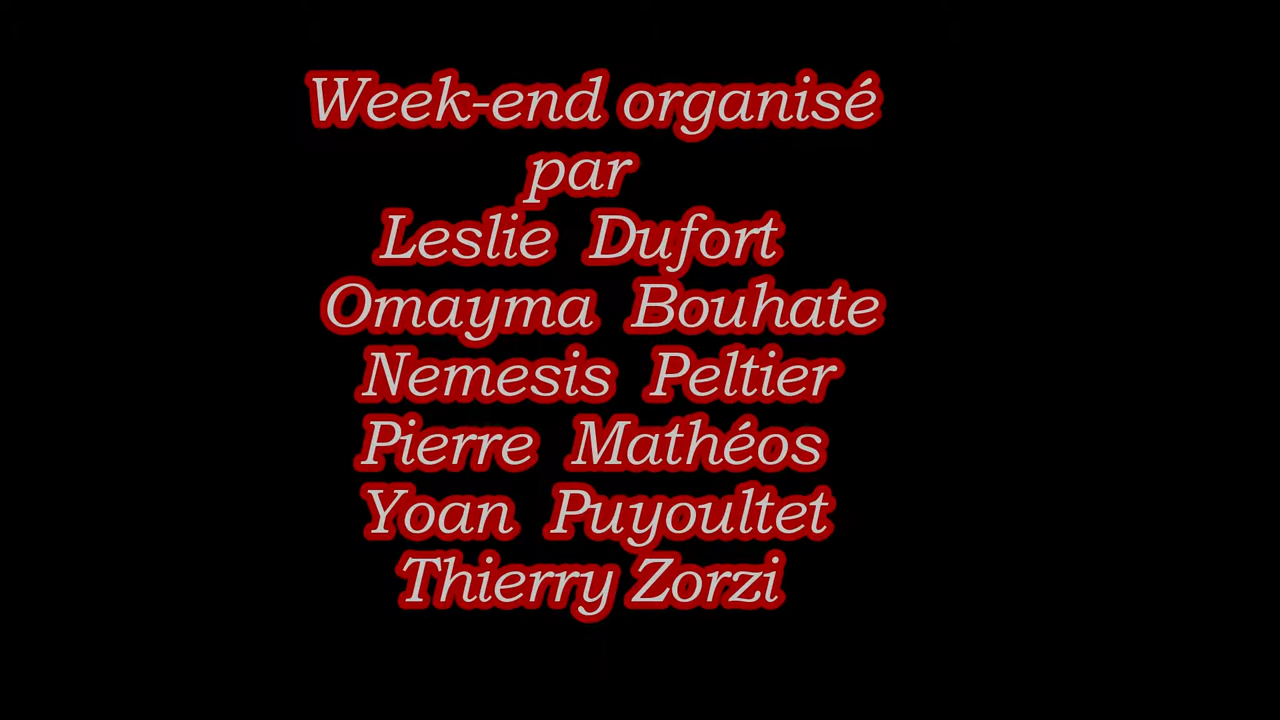 Week-end organisé
par
Leslie Dufort
Omayma Bouhate
Nemesis Peltier
Pierre Mathéos
Yoan Puyoultet
Thierry Zorzi